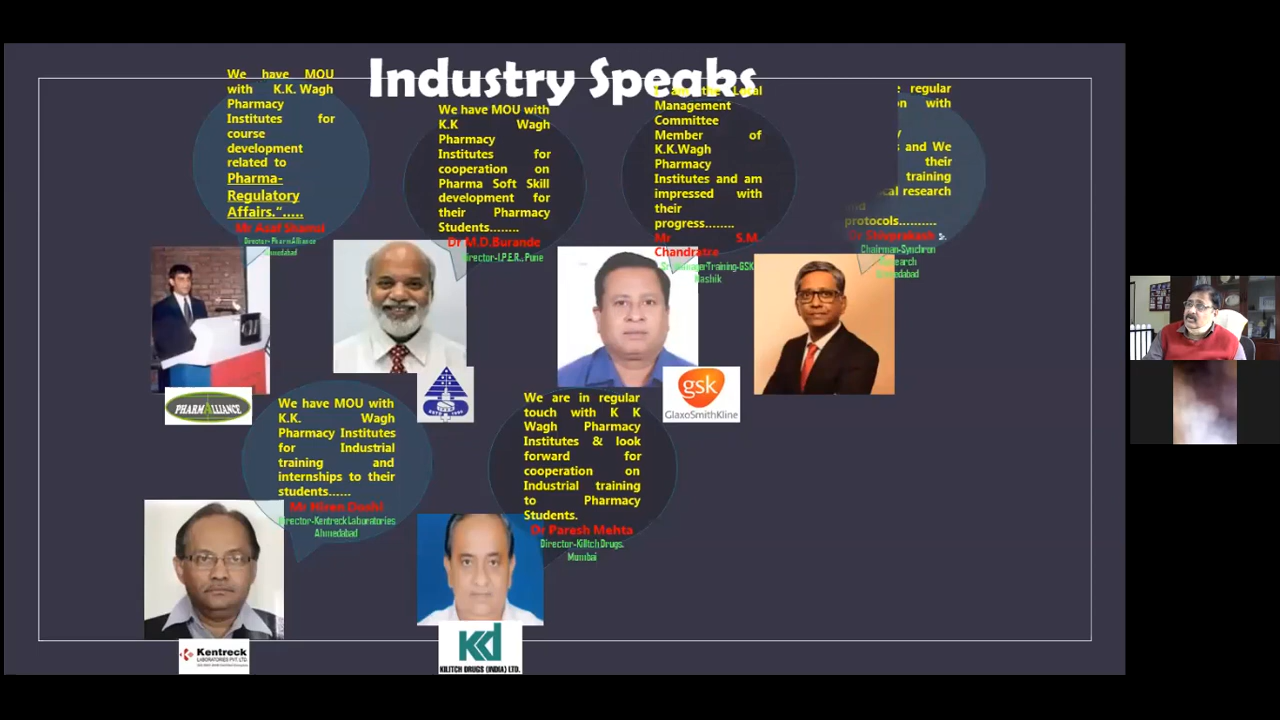 Industry Speaks
We have MOU
with K.K. Wagh
Pharmacy
Institutes for
course
development
related to
Pharma-
Regulatory
Affairs.“.....
Director-PharmAlliance
Ahmedabad
We have MOU with
K.K Wagh
Pharmacy
Institutes for
cooperation on
Pharma Soft Skill
development for
their Pharmacy
Students........
Dr M.D.Burande
Director-I.P.E.R., Pune
Local
Management
Committee
Member of
K.K.Wagh
Pharmacy
Institutes and am
impressed with
their
progress........
Mr S.M.
Chandratre
Training-GSK
Nashik
regular
with
and We
their
training
research
protocols..........
Dr Shivprakash
Chairman-Synchron
Research
Ahmedabad
PHARMALLIANCE
gsk
GlaxoSmithKline
We have MOU with
K.K. Wagh
Pharmacy Institutes
for Industrial
training and
internships to their
students......
Mr Hiren Doshi
Director-Kentreck Laboratories
Ahmedabad
We are in regular
touch with K K
Wagh Pharmacy
Institutes & look
forward for
cooperation on
Industrial training
to Pharmacy
Students.
Dr Paresh Mehta
Director-Kilitch Drugs.
Mumbai
Kentreck
LABORATORIES PVT. LTD.
KILITCH DRUGS (INDIA) LTD.